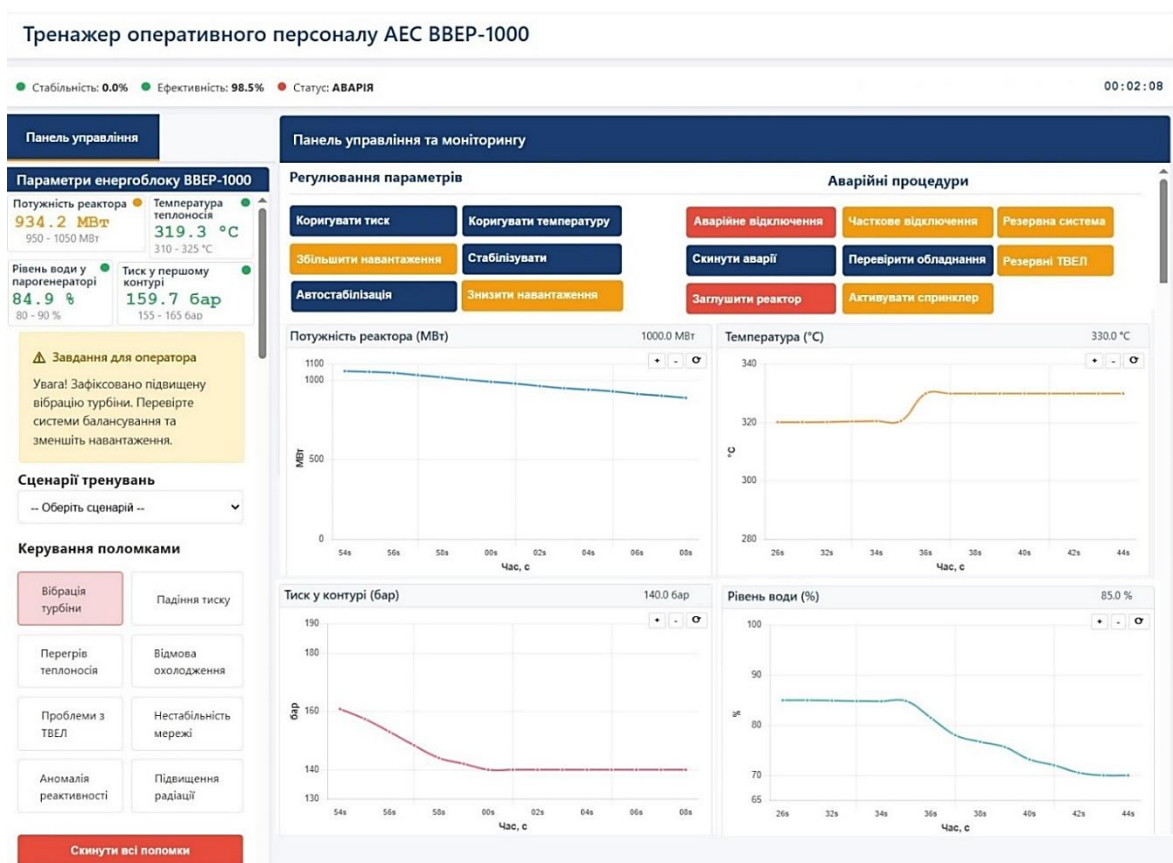 Тренажер оперативного персоналу АЕС ВВЕР-1000
Стабільність: 0.0% Ефективність: 98.5% Статус: АВАРІЯ 00:02:08
Панель управління
Параметри енергоблоку ВВЕР-1000
Потужність реактора
934.2 МВт
950 - 1050 МВт
Температура
теплоносія
319.3 °C
310 - 325 °C
Рівень води у
парогенераторі
84.9 %
80 - 90 %
Тиск у першому
контурі
159.7 бар
155 - 165 бар
⚠ Завдання для оператора
Увага! Зафіксовано підвищену
вібрацію турбіни. Перевірте
системи балансування та
зменшіть навантаження.
Сценарії тренувань
-- Оберіть сценарій --
Керування поломками
Вібрація
турбіни
Падіння тиску
Перегрів
теплоносія
Відмова
охолодження
Проблеми з
ТВЕЛ
Нестабільність
мережі
Аномалія
реактивності
Підвищення
радіації
Скинути всі поломки
Панель управління та моніторингу
Регулювання параметрів
Коригувати тиск Коригувати температуру
Збільшити навантаження Стабілізувати
Автостабілізація Знизити навантаження
Аварійні процедури
Аварійне відключення Часткове відключення Резервна система
Скинути аварії Перевірити обладнання Резервні ТВЕЛ
Заглушити реактор Активувати спринклер
Потужність реактора (МВт) 1000.0 МВт
+ - ⟳
1100
1000
500
0
МВт
54s 56s 58s 00s 02s 04s 06s 08s
Час, с
Температура (°C) 330.0 °C
+ - ⟳
340
320
300
280
°C
26s 32s 34s 36s 38s 40s 42s 44s
Час, с
Тиск у контурі (бар) 140.0 бар
+ - ⟳
190
180
160
140
130
бар
54s 56s 58s 00s 02s 04s 06s 08s
Час, с
Рівень води (%) 85.0 %
+ - ⟳
100
90
80
70
65
%
26s 32s 34s 36s 38s 40s 42s 44s
Час, с